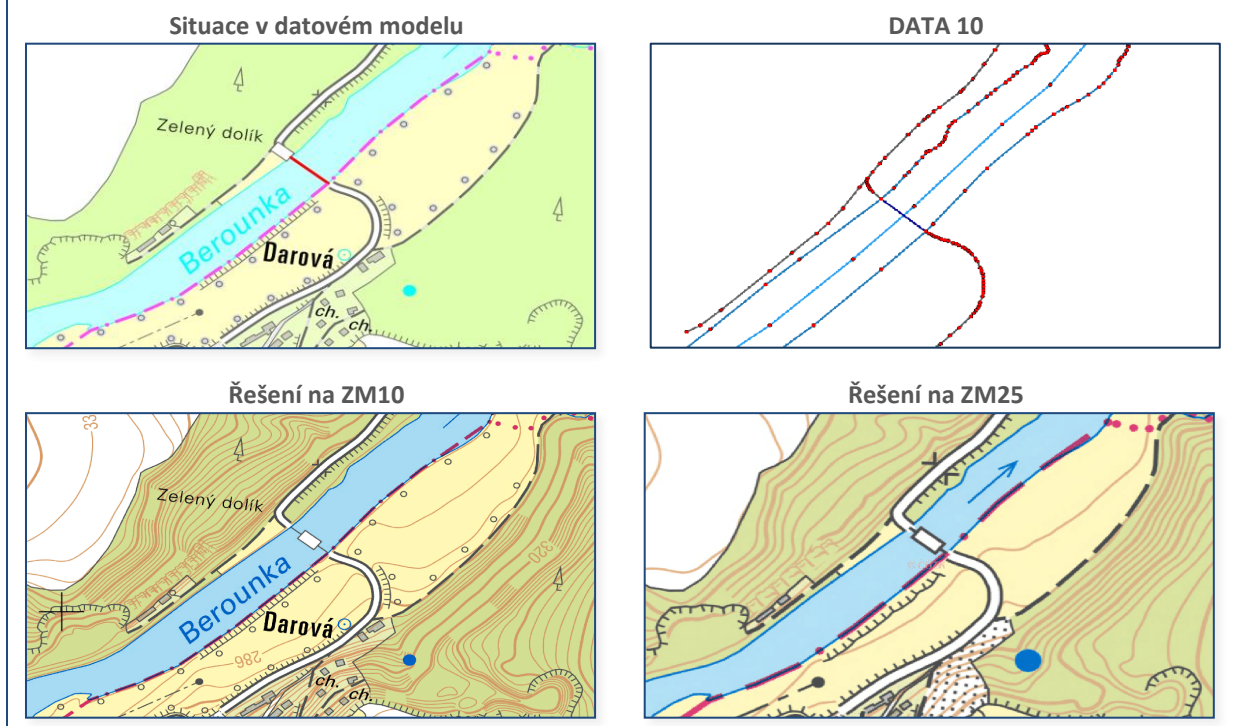 Situace v datovém modelu
DATA 10
Zelený dolík
Berounka
Darová
ch.
ch.
Řešení na ZM10
Řešení na ZM25
33
Zelený dolík
320
Berounka
Darová
286
ch.
ch.